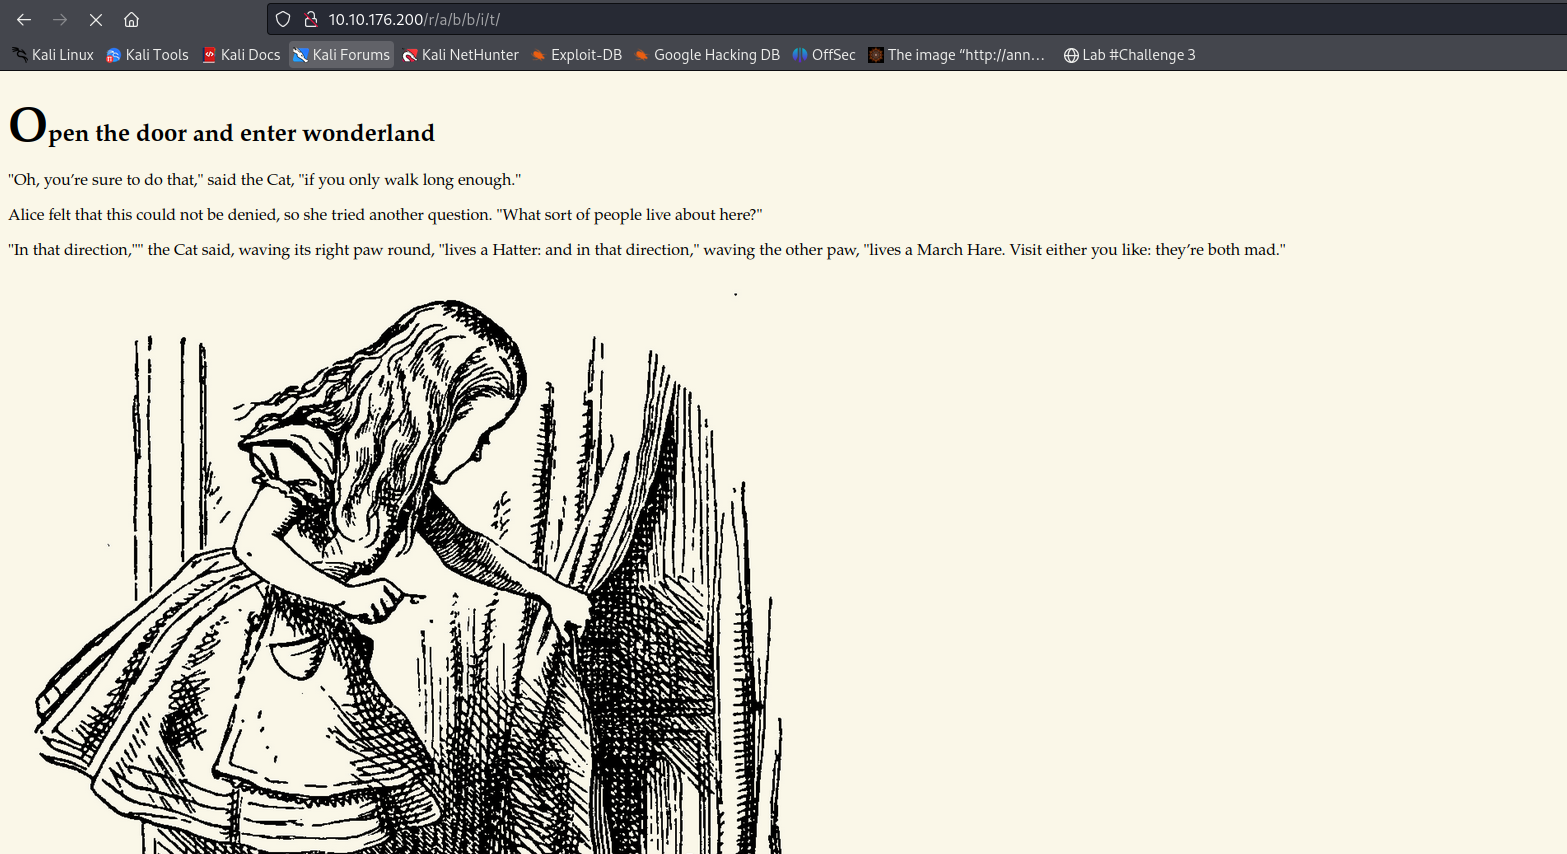 10.10.176.200/r/a/b/b/i/t/
Kali Linux Kali Tools Kali Docs Kali Forums Kali NetHunter Exploit-DB Google Hacking DB OffSec The image “http://ann… Lab #Challenge 3
Open the door and enter wonderland
"Oh, you’re sure to do that," said the Cat, "if you only walk long enough."
Alice felt that this could not be denied, so she tried another question. "What sort of people live about here?"
"In that direction,"" the Cat said, waving its right paw round, "lives a Hatter: and in that direction," waving the other paw, "lives a March Hare. Visit either you like: they’re both mad."